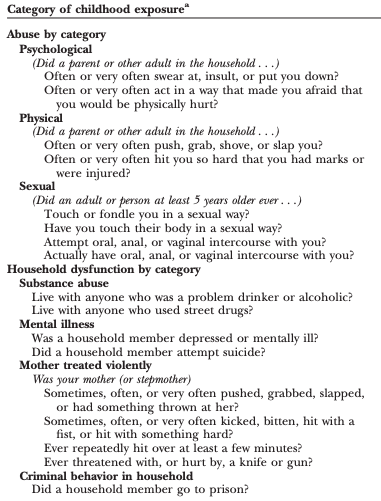 Category of childhood exposureᵃ
Abuse by category
Psychological
(Did a parent or other adult in the household . . .)
Often or very often swear at, insult, or put you down?
Often or very often act in a way that made you afraid that
you would be physically hurt?
Physical
(Did a parent or other adult in the household . . .)
Often or very often push, grab, shove, or slap you?
Often or very often hit you so hard that you had marks or
were injured?
Sexual
(Did an adult or person at least 5 years older ever . . .)
Touch or fondle you in a sexual way?
Have you touch their body in a sexual way?
Attempt oral, anal, or vaginal intercourse with you?
Actually have oral, anal, or vaginal intercourse with you?
Household dysfunction by category
Substance abuse
Live with anyone who was a problem drinker or alcoholic?
Live with anyone who used street drugs?
Mental illness
Was a household member depressed or mentally ill?
Did a household member attempt suicide?
Mother treated violently
Was your mother (or stepmother)
Sometimes, often, or very often pushed, grabbed, slapped,
or had something thrown at her?
Sometimes, often, or very often kicked, bitten, hit with a
fist, or hit with something hard?
Ever repeatedly hit over at least a few minutes?
Ever threatened with, or hurt by, a knife or gun?
Criminal behavior in household
Did a household member go to prison?